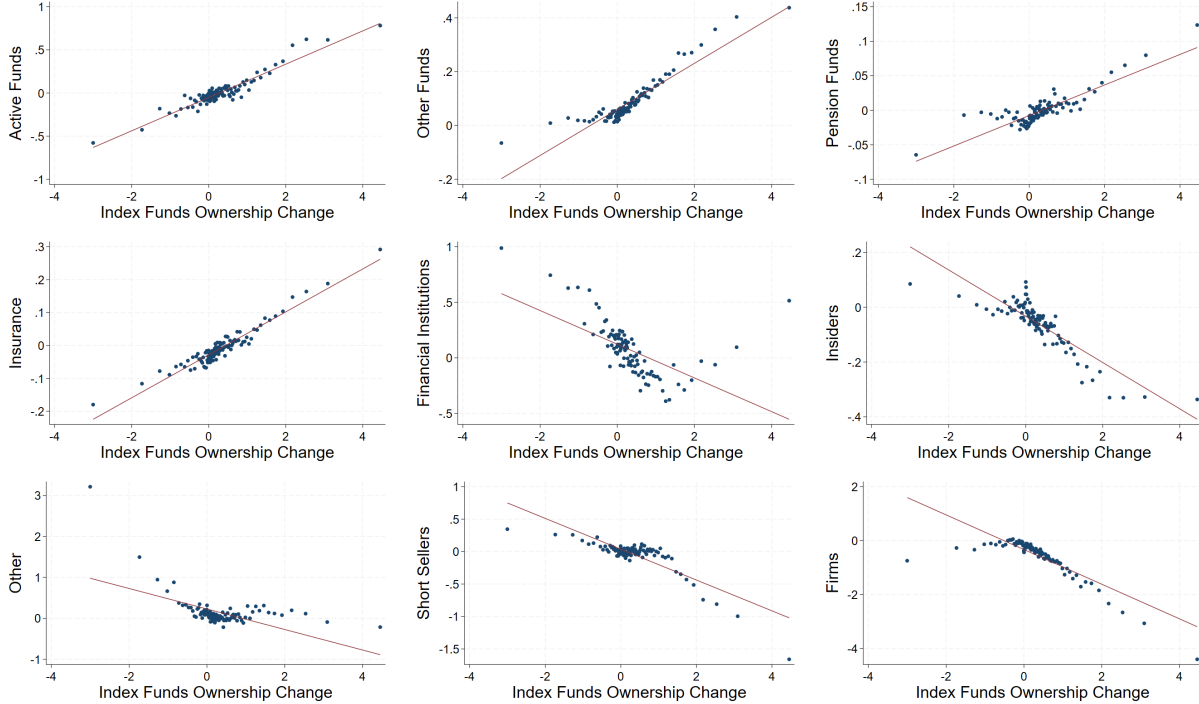 1
.5
0
-.5
-1
Active Funds
-4 -2 0 2 4
Index Funds Ownership Change
.4
.2
0
-.2
Other Funds
-4 -2 0 2 4
Index Funds Ownership Change
.15
.1
.05
0
-.05
-.1
Pension Funds
-4 -2 0 2 4
Index Funds Ownership Change
.3
.2
.1
0
-.1
-.2
Insurance
-4 -2 0 2 4
Index Funds Ownership Change
1
.5
0
-.5
Financial Institutions
-4 -2 0 2 4
Index Funds Ownership Change
.2
0
-.2
-.4
Insiders
-4 -2 0 2 4
Index Funds Ownership Change
3
2
1
0
-1
Other
-4 -2 0 2 4
Index Funds Ownership Change
1
.5
0
-.5
-1
-1.5
Short Sellers
-4 -2 0 2 4
Index Funds Ownership Change
2
0
-2
-4
Firms
-4 -2 0 2 4
Index Funds Ownership Change